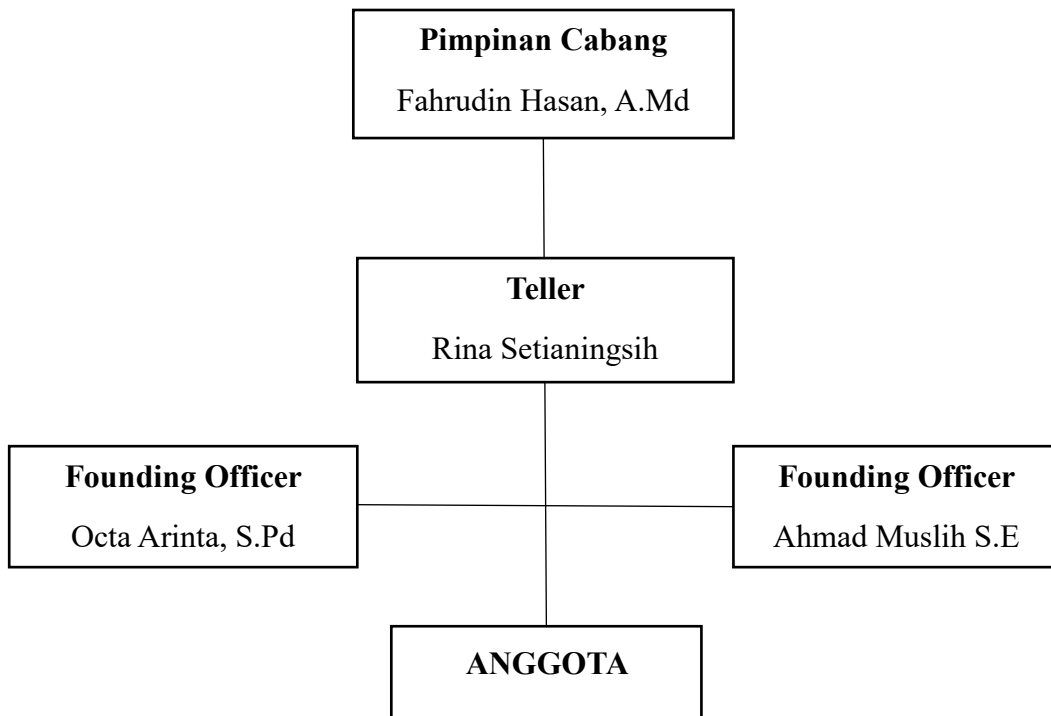 Pimpinan Cabang
Fahrudin Hasan, A.Md
Teller
Rina Setianingsih
Founding Officer
Octa Arinta, S.Pd
Founding Officer
Ahmad Muslih S.E
ANGGOTA